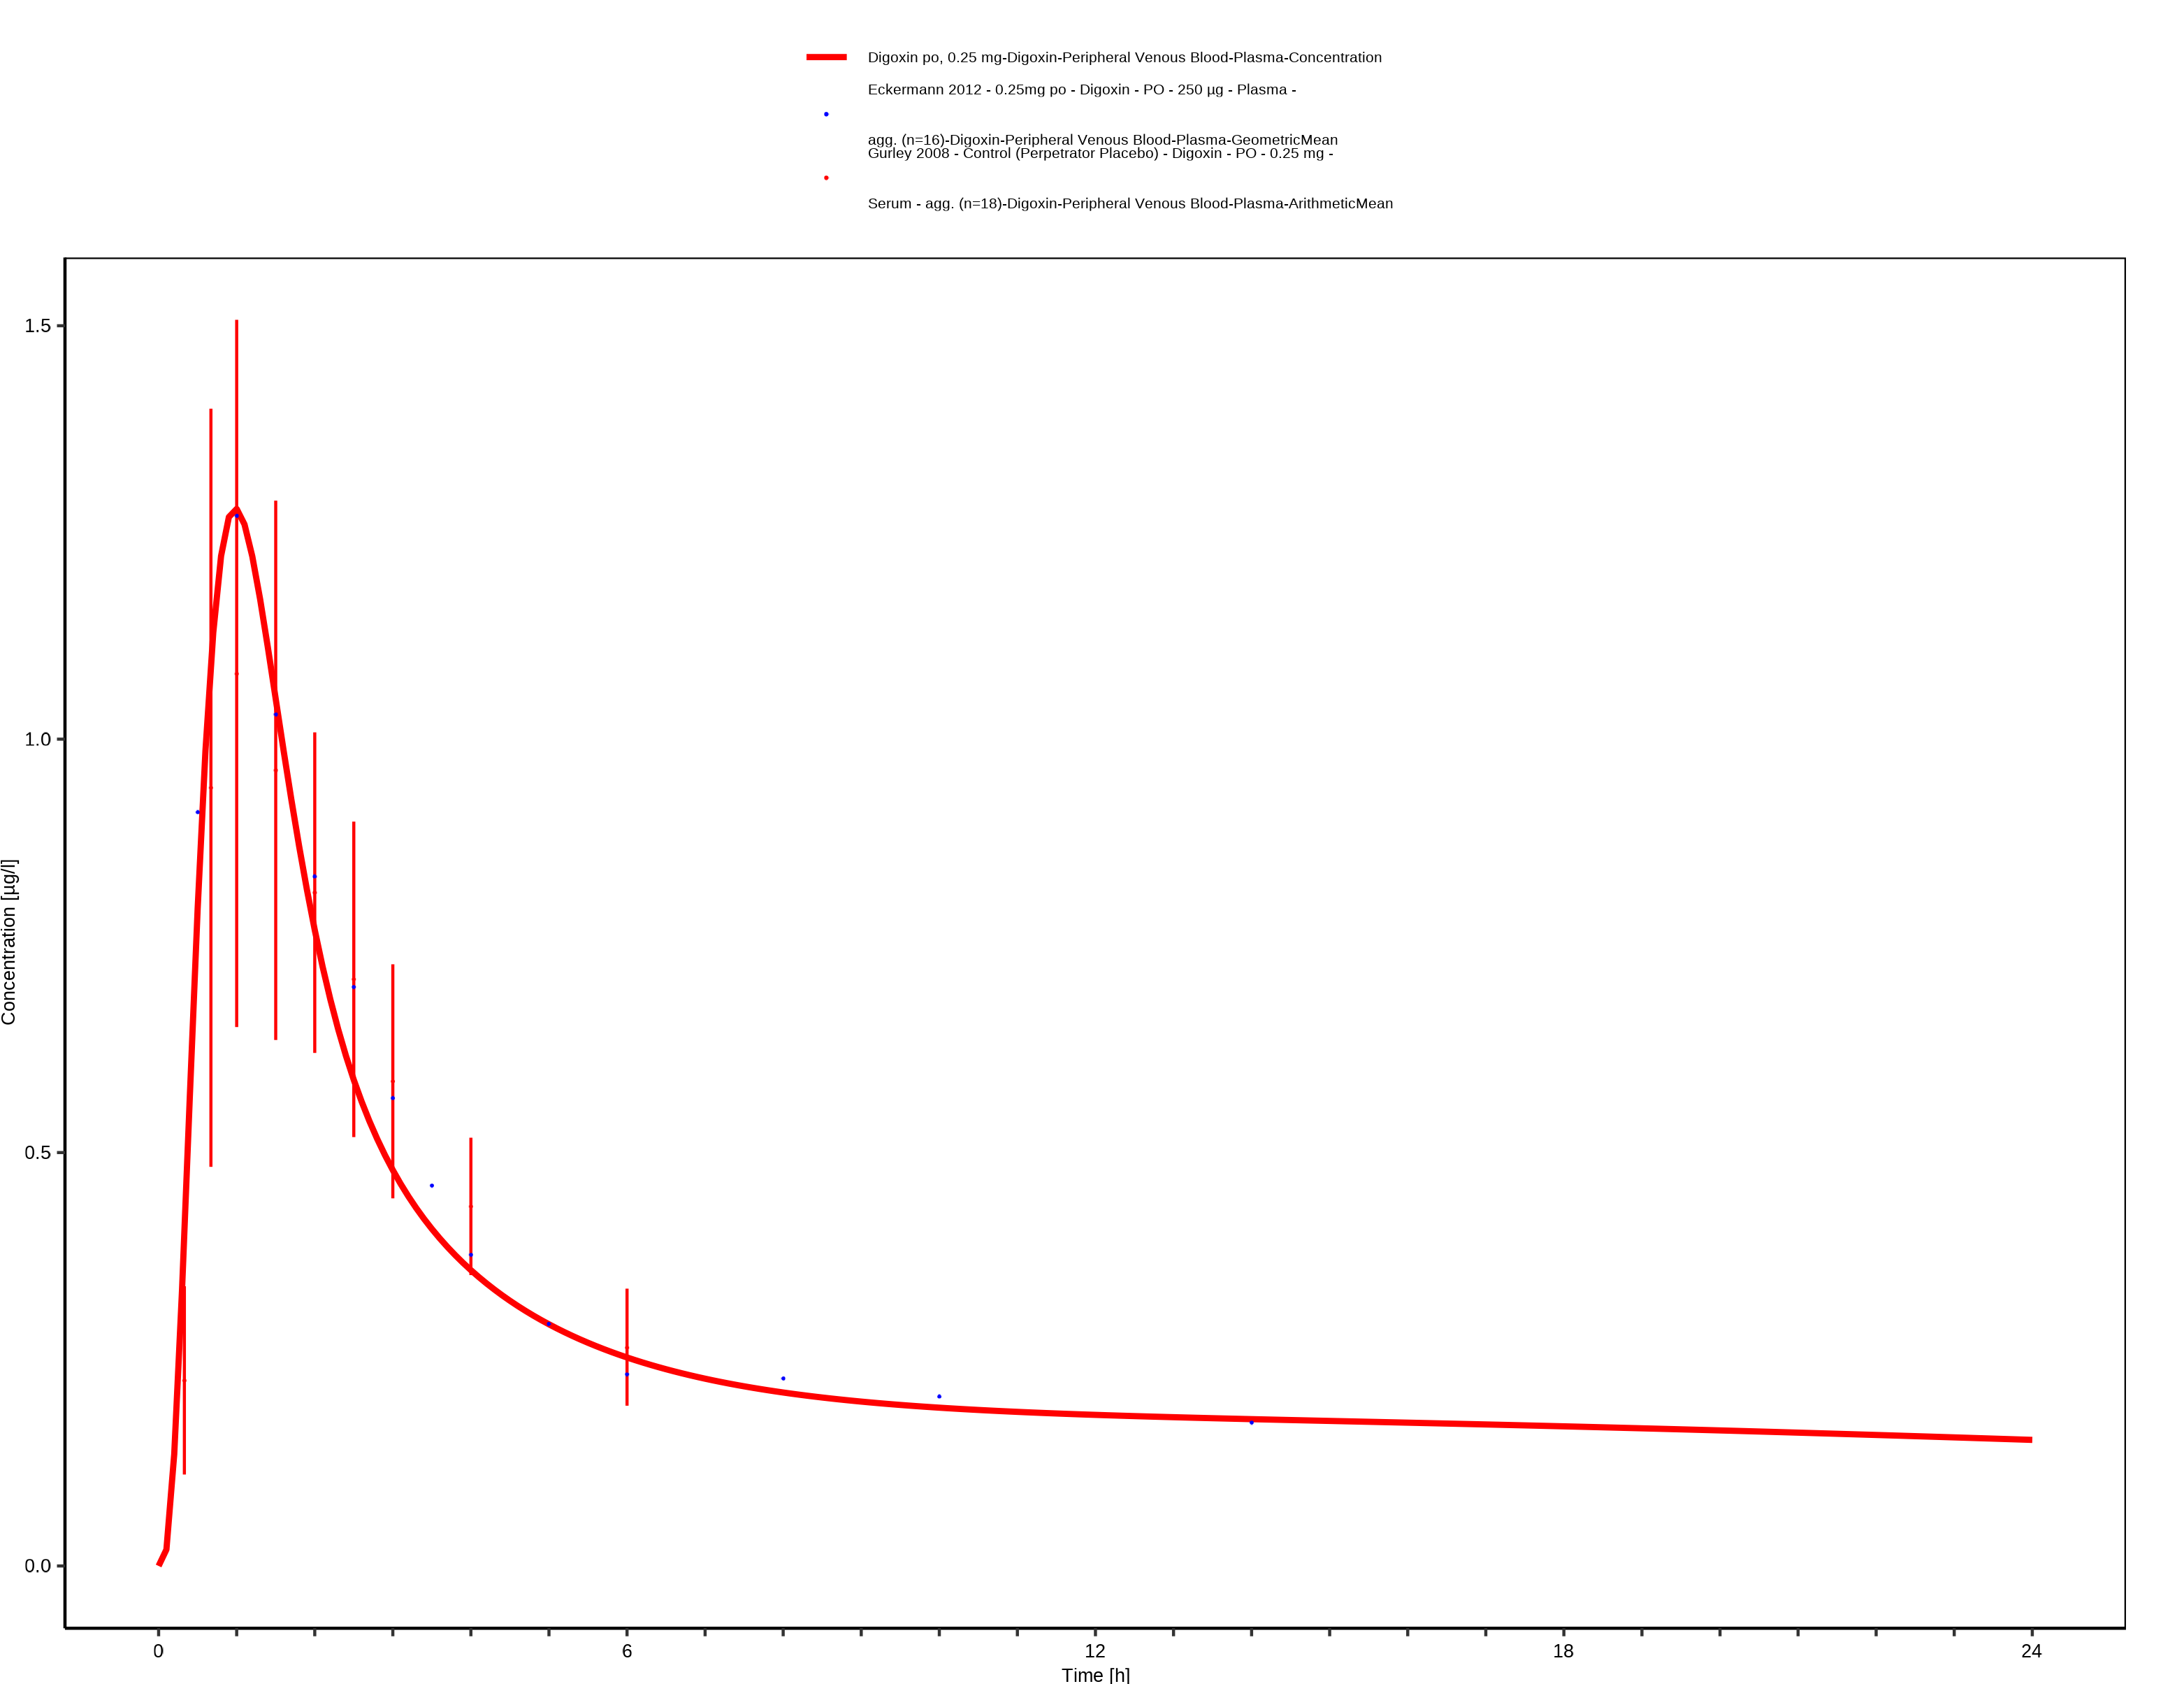 Digoxin po, 0.25 mg-Digoxin-Peripheral Venous Blood-Plasma-Concentration
Eckermann 2012 - 0.25mg po - Digoxin - PO - 250 µg - Plasma -
agg. (n=16)-Digoxin-Peripheral Venous Blood-Plasma-GeometricMean
Gurley 2008 - Control (Perpetrator Placebo) - Digoxin - PO - 0.25 mg -
Serum - agg. (n=18)-Digoxin-Peripheral Venous Blood-Plasma-ArithmeticMean
1.5
1.0
0.5
0.0
Concentration [µg/l]
0 6 12 18 24
Time [h]